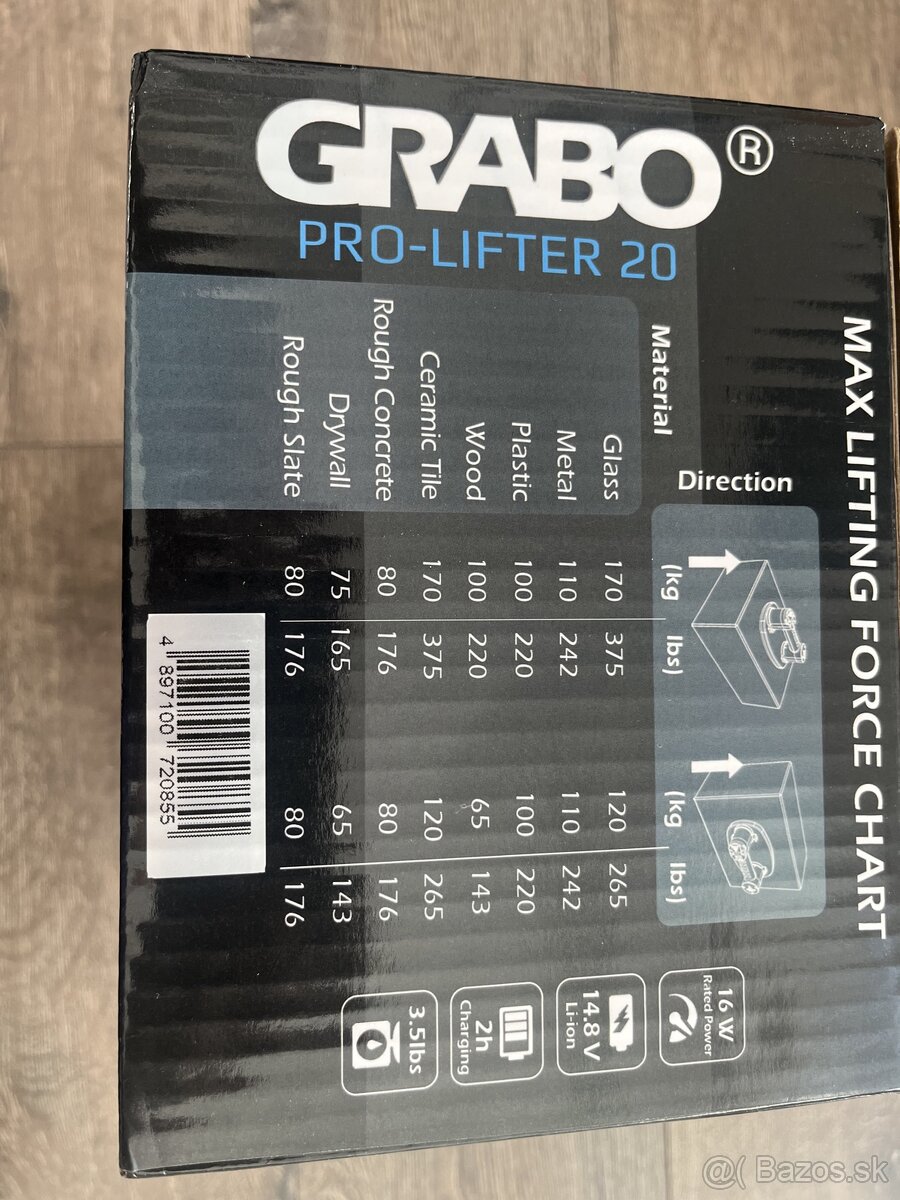 GRABO®
PRO-LIFTER 20
MAX LIFTING FORCE CHART
Direction
Material (kg lbs) (kg lbs)
Glass 170 375 120 265
Metal 110 242 110 242
Plastic 100 220 100 220
Wood 100 220 65 143
Ceramic Tile 170 375 120 265
Rough Concrete 80 176 80 176
Drywall 75 165 65 143
Rough Slate 80 176 80 176
16 W
Rated Power
14.8 V
Li-ion
2h
Charging
3.5lbs
4 897100 720855
@( Bazos.sk